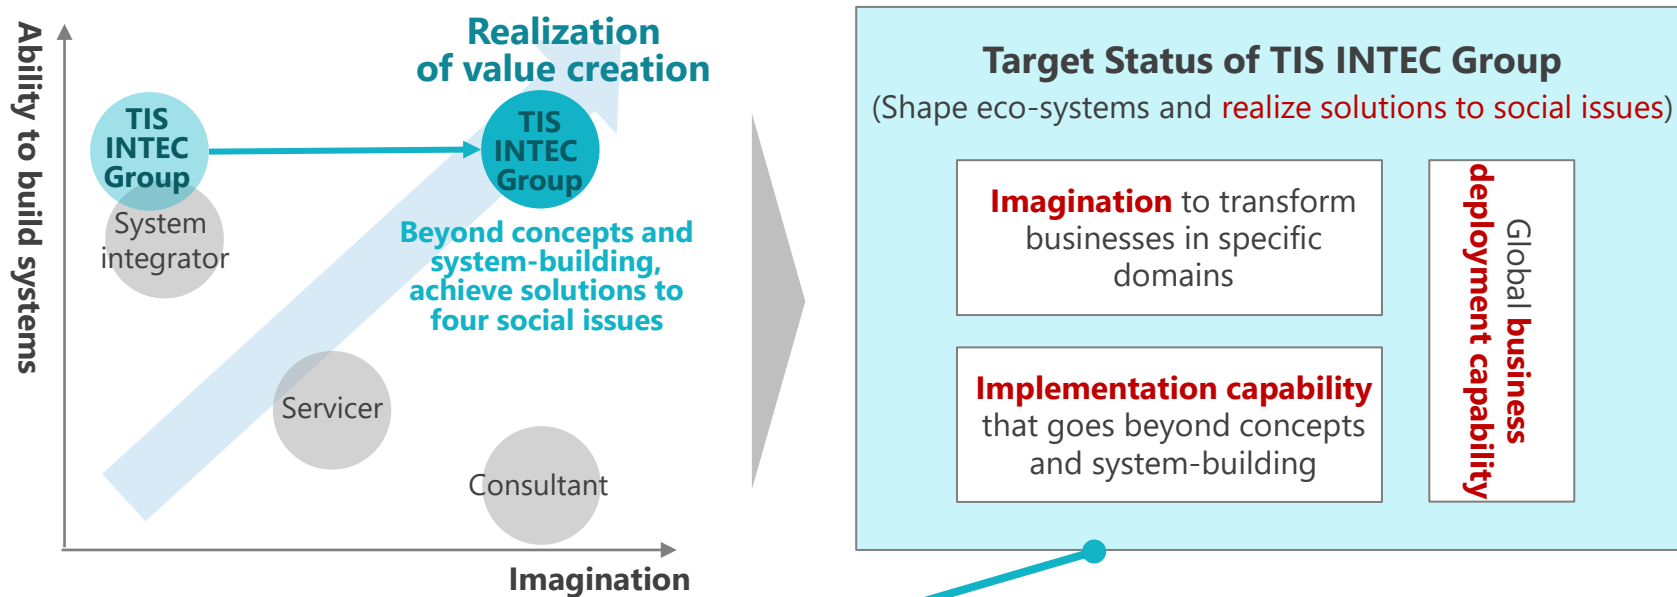 Ability to build systems
Realization
of value creation
TIS
INTEC
Group
TIS
INTEC
Group
System
integrator
Beyond concepts and
system-building,
achieve solutions to
four social issues
Servicer
Consultant
Imagination
Target Status of TIS INTEC Group
(Shape eco-systems and realize solutions to social issues)
Imagination to transform
businesses in specific
domains
Implementation capability
that goes beyond concepts
and system-building
Global business
deployment capability